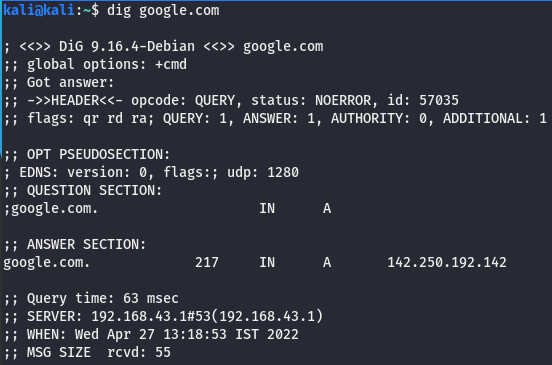 kali@kali:~$ dig google.com
; <<>> DiG 9.16.4-Debian <<>> google.com
;; global options: +cmd
;; Got answer:
;; ->>HEADER<<- opcode: QUERY, status: NOERROR, id: 57035
;; flags: qr rd ra; QUERY: 1, ANSWER: 1, AUTHORITY: 0, ADDITIONAL: 1
;; OPT PSEUDOSECTION:
; EDNS: version: 0, flags:; udp: 1280
;; QUESTION SECTION:
;google.com. IN A
;; ANSWER SECTION:
google.com. 217 IN A 142.250.192.142
;; Query time: 63 msec
;; SERVER: 192.168.43.1#53(192.168.43.1)
;; WHEN: Wed Apr 27 13:18:53 IST 2022
;; MSG SIZE rcvd: 55